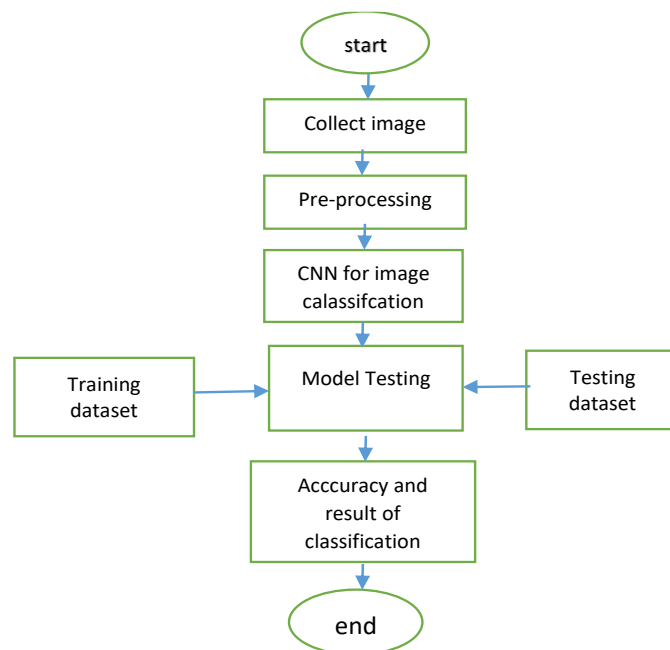 start
Collect image
Pre-processing
CNN for image
calassifcation
Training
dataset
Model Testing
Testing
dataset
Acccuracy and
result of
classification
end